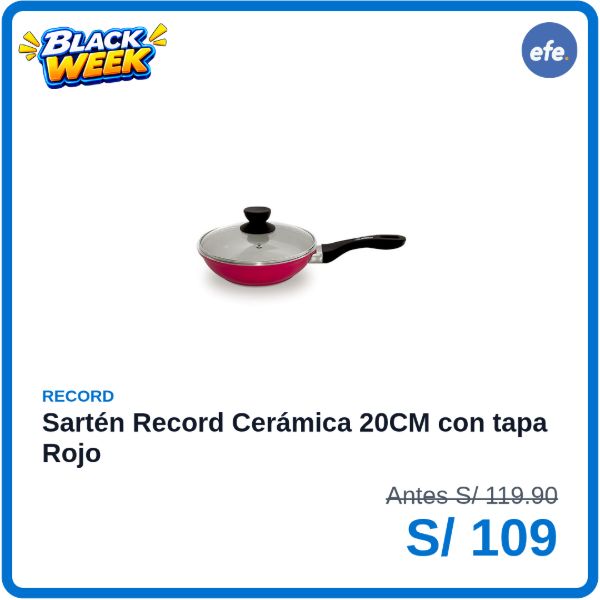 BLACK
WEEK
efe.
RECORD
Sartén Record Cerámica 20CM con tapa
Rojo
Antes S/ 119.90
S/ 109